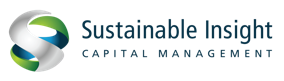 Sustainable Insight
CAPITAL MANAGEMENT